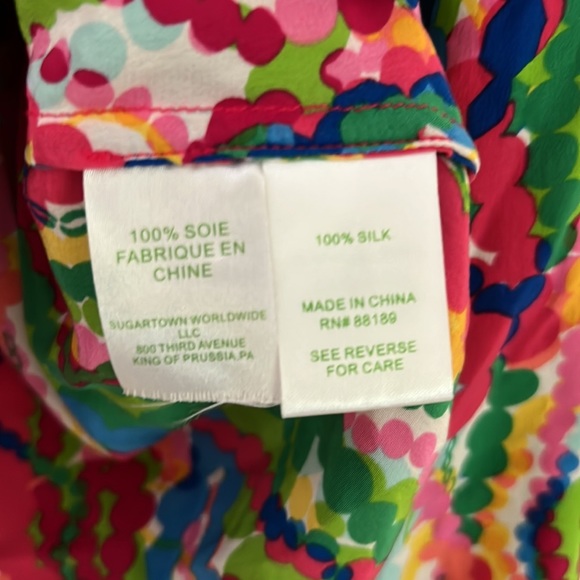 100% SOIE
FABRIQUE EN
CHINE
SUGARTOWN WORLDWIDE
LLC
800 THIRD AVENUE
KING OF PRUSSIA,PA
100% SILK
MADE IN CHINA
RN# 88189
SEE REVERSE
FOR CARE